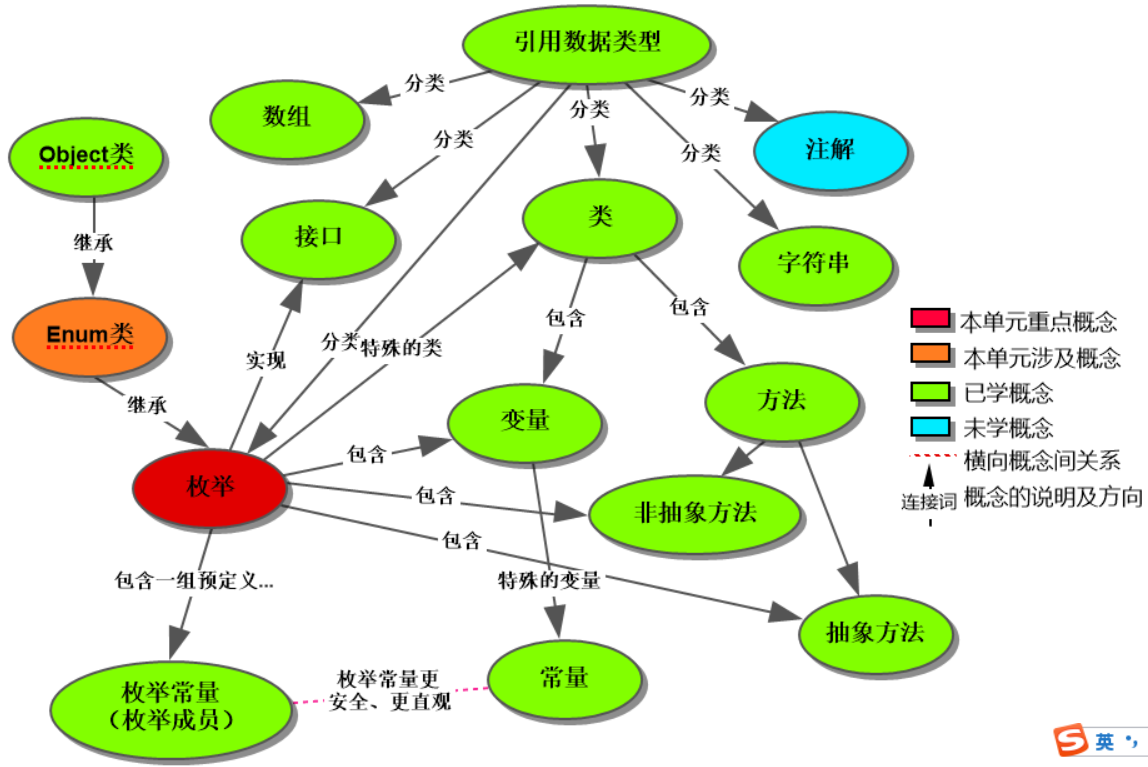 引用数据类型
分类
分类
分类
分类
分类
分类
数组
注解
Object类
继承
接口
类
字符串
Enum类
继承
实现
特殊的类
包含
包含
变量
方法
枚举
包含
包含
包含
非抽象方法
抽象方法
包含一组预定义...
特殊的变量
枚举常量
（枚举成员）
枚举常量更
安全、更直观
常量
本单元重点概念
本单元涉及概念
已学概念
未学概念
横向概念间关系
连接词
概念的说明及方向
S
英